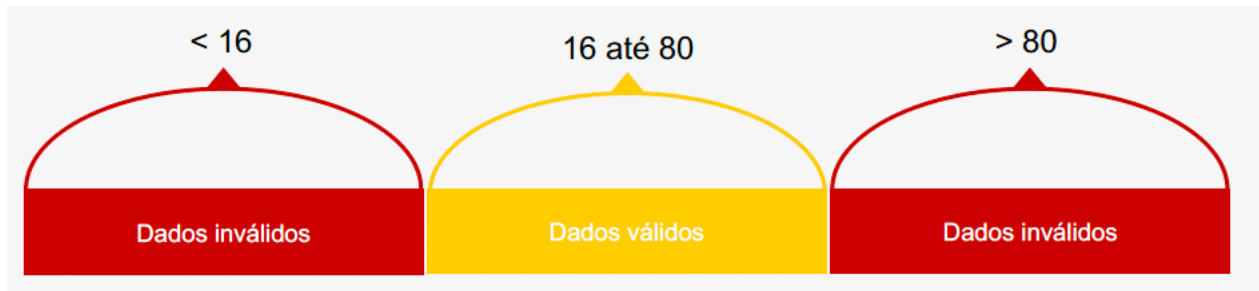 < 16
16 até 80
> 80
Dados inválidos
Dados válidos
Dados inválidos